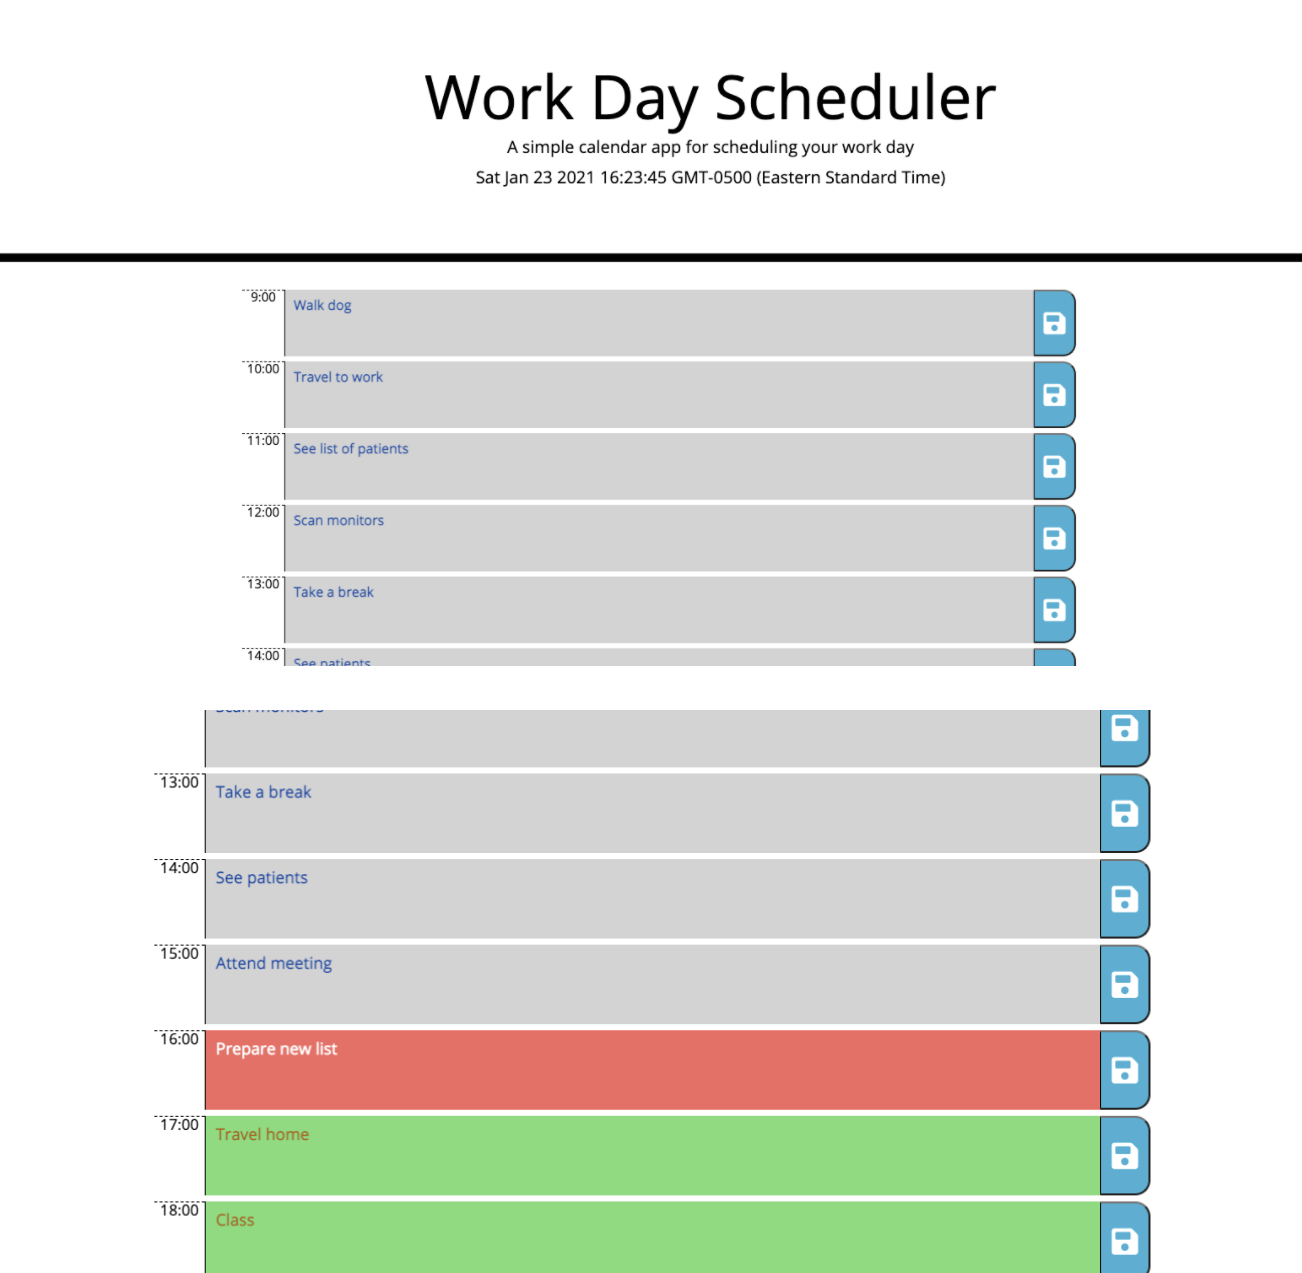 Work Day Scheduler
A simple calendar app for scheduling your work day
Sat Jan 23 2021 16:23:45 GMT-0500 (Eastern Standard Time)
9:00 Walk dog
10:00 Travel to work
11:00 See list of patients
12:00 Scan monitors
13:00 Take a break
14:00 See patients
Scan monitors
13:00 Take a break
14:00 See patients
15:00 Attend meeting
16:00 Prepare new list
17:00 Travel home
18:00 Class